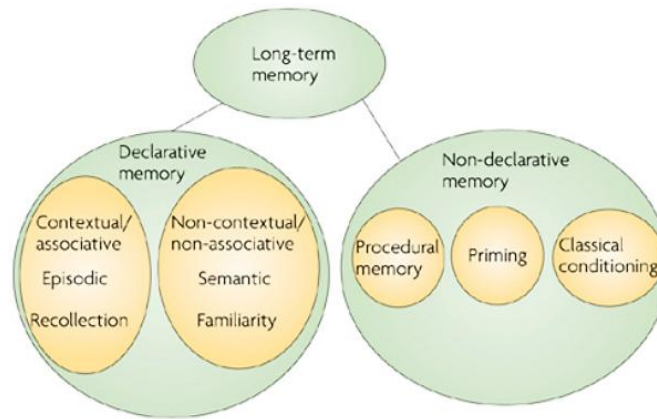 Long-term
memory
Declarative
memory
Contextual/
associative
Episodic
Recollection
Non-contextual/
non-associative
Semantic
Familiarity
Non-declarative
memory
Procedural
memory
Priming
Classical
conditioning